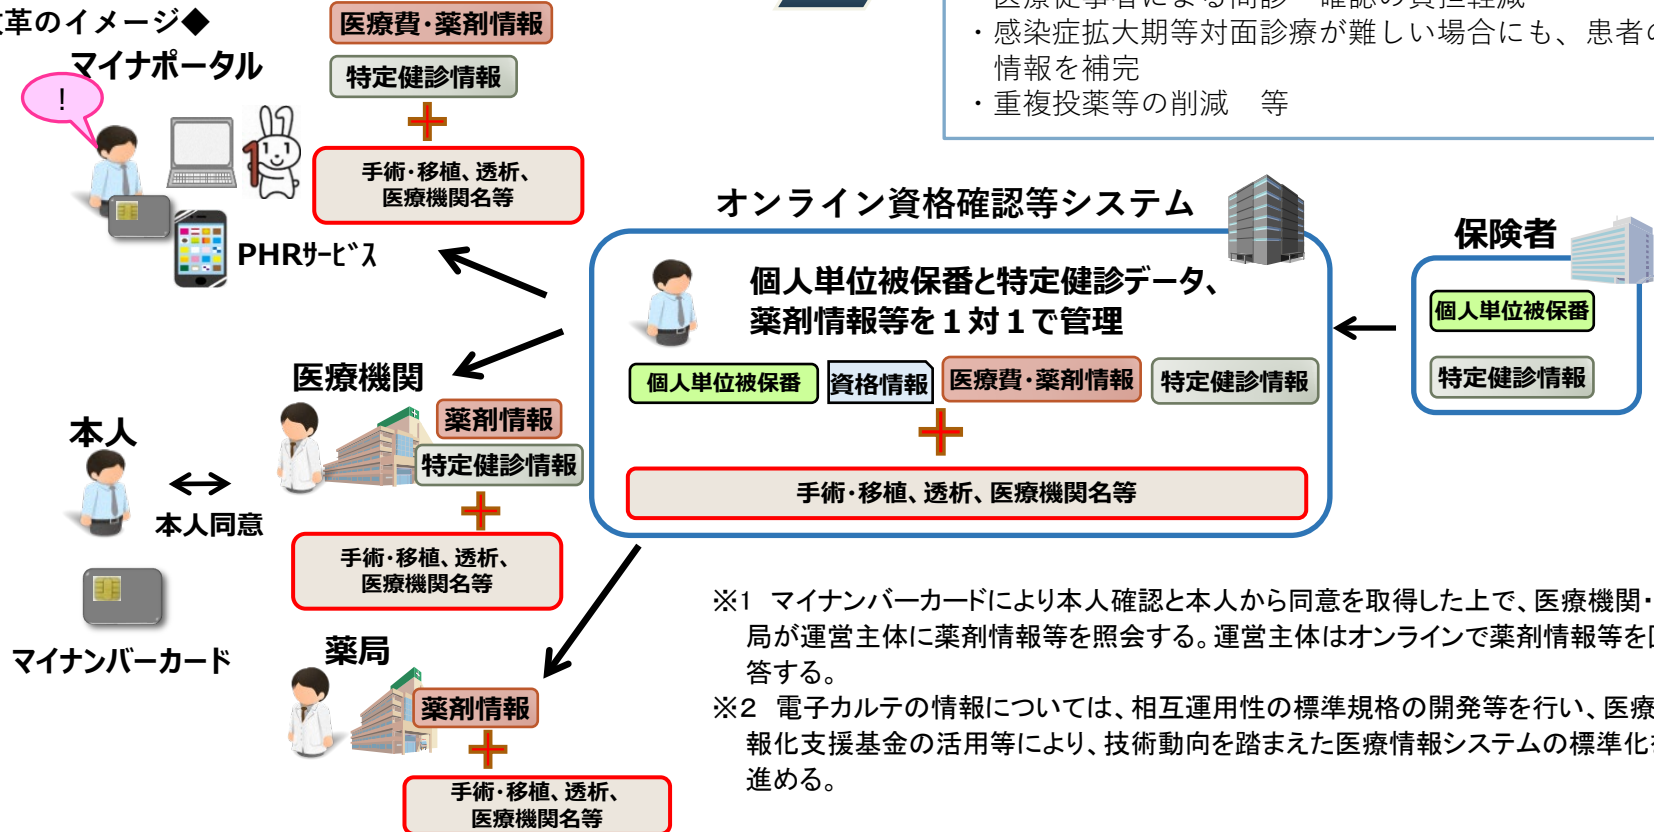 革のイメージ◆
マイナポータル
!
医療費・薬剤情報
特定健診情報
手術・移植、透析、
医療機関名等
PHRｻｰﾋﾞｽ
・感染症拡大期等対面診療が難しい場合にも、患者の
情報を補完
・重複投薬等の削減　等
オンライン資格確認等システム
個人単位被保番と特定健診データ、
薬剤情報等を１対１で管理
個人単位被保番
資格情報
医療費・薬剤情報
特定健診情報
手術・移植、透析、医療機関名等
保険者
個人単位被保番
特定健診情報
医療機関
薬剤情報
特定健診情報
手術・移植、透析、
医療機関名等
本人
本人同意
マイナンバーカード
薬局
薬剤情報
手術・移植、透析、
医療機関名等
※1　マイナンバーカードにより本人確認と本人から同意を取得した上で、医療機関・
局が運営主体に薬剤情報等を照会する。運営主体はオンラインで薬剤情報等を
答する。
※２　電子カルテの情報については、相互運用性の標準規格の開発等を行い、医療
報化支援基金の活用等により、技術動向を踏まえた医療情報システムの標準化を
進める。